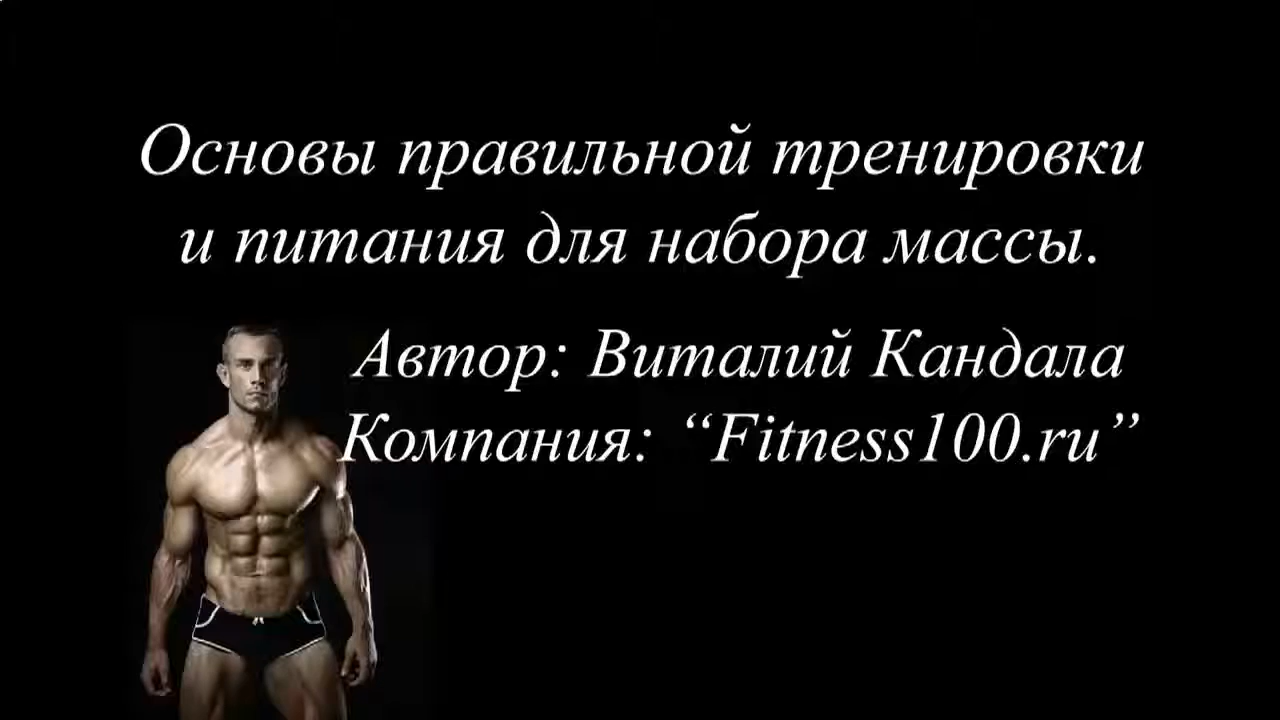 Основы правильной тренировки
и питания для набора массы.
Автор: Виталий Кандала
Компания: “Fitness100.ru”